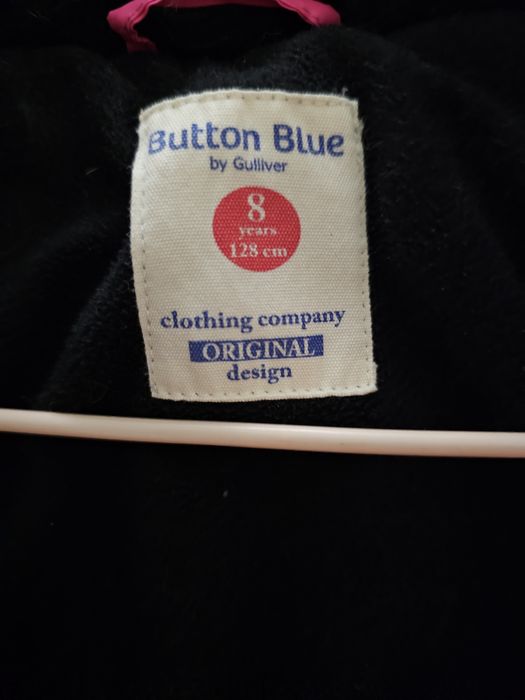 Button Blue
by Gulliver
8
years
128 cm
clothing company
ORIGINAL
design